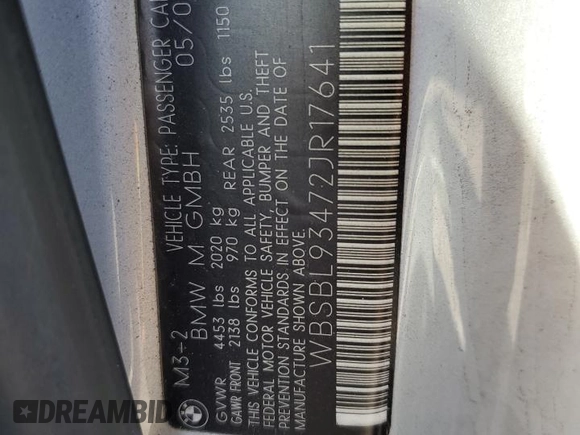 M3-2 VEHICLE TYPE: PASSENGER CA
BMW M GMBH 05/0
GVWR 4453 lbs 2020 kg
GAWR FRONT 2138 lbs 970 kg REAR 2535 lbs 1150
THIS VEHICLE CONFORMS TO ALL APPLICABLE U.S.
FEDERAL MOTOR VEHICLE SAFETY, BUMPER AND THEFT
PREVENTION STANDARDS IN EFFECT ON THE DATE OF
MANUFACTURE SHOWN ABOVE.
WBSBL93472JR17641
DREAMBID